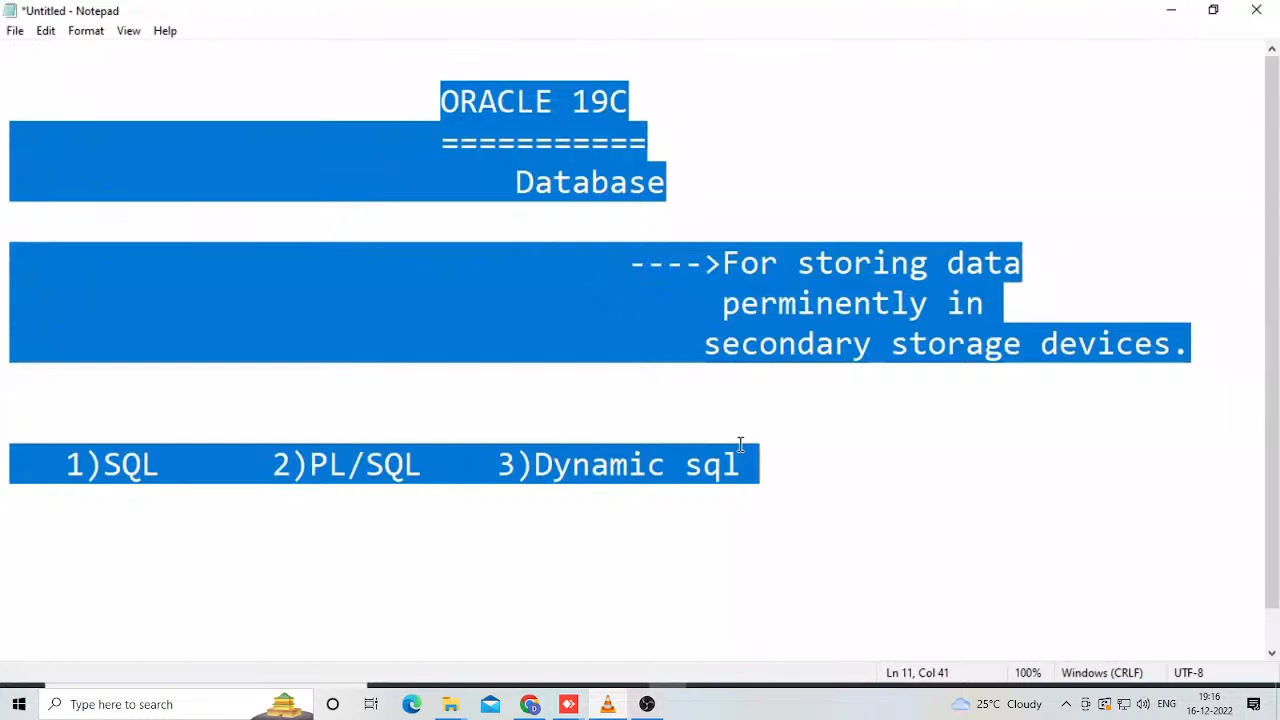 *Untitled - Notepad
File Edit Format View Help
ORACLE 19C
===========
Database
---->For storing data
perminently in
secondary storage devices.
1)SQL 2)PL/SQL 3)Dynamic sql
Ln 11, Col 41 100% Windows (CRLF) UTF-8
Type here to search 25°C Cloudy ENG 19:16
16-12-2022